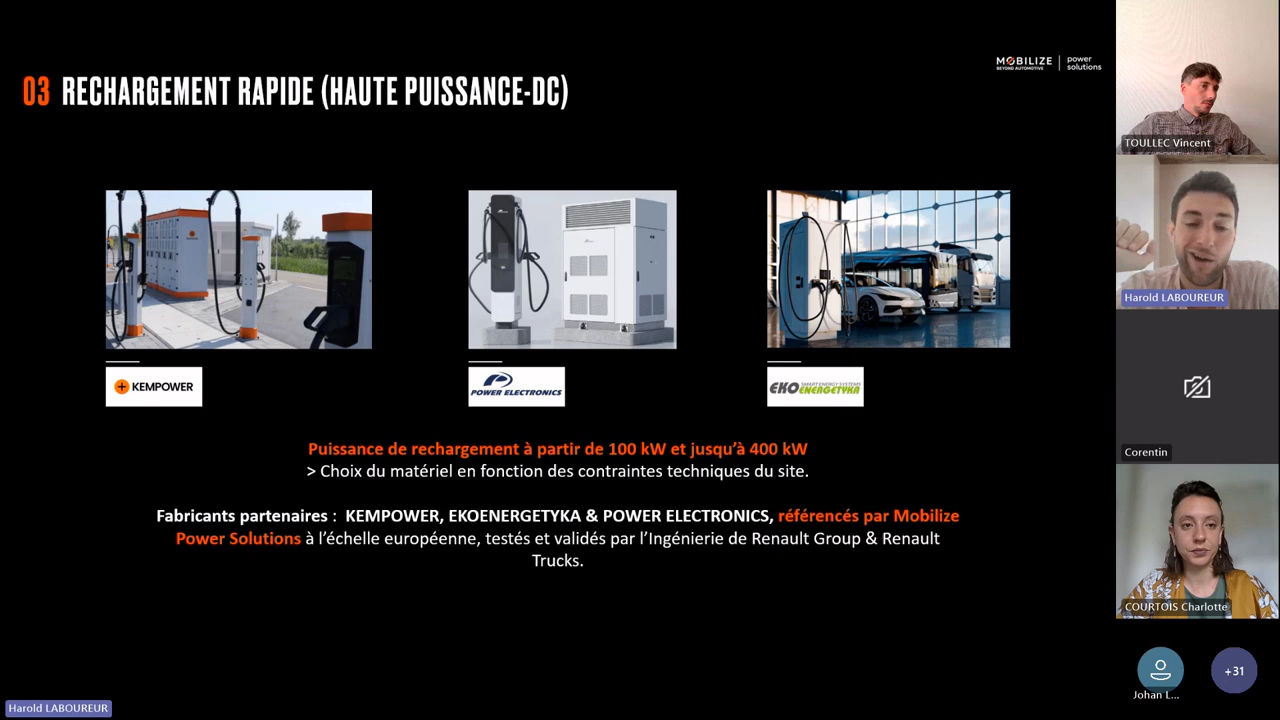 03 RECHARGEMENT RAPIDE (HAUTE PUISSANCE-DC)
MOBILIZE
BEYOND AUTOMOTIVE
power
solutions
KEMPOWER
POWER ELECTRONICS
SMART ENERGY SYSTEMS
EKOENERGETYKA
Puissance de rechargement à partir de 100 kW et jusqu’à 400 kW
> Choix du matériel en fonction des contraintes techniques du site.
Fabricants partenaires : KEMPOWER, EKOENERGETYKA & POWER ELECTRONICS, référencés par Mobilize
Power Solutions à l’échelle européenne, testés et validés par l’Ingénierie de Renault Group & Renault
Trucks.
TOULLEC Vincent
Harold LABOUREUR
Corentin
COURTOIS Charlotte
Johan L...
+31
Harold LABOUREUR